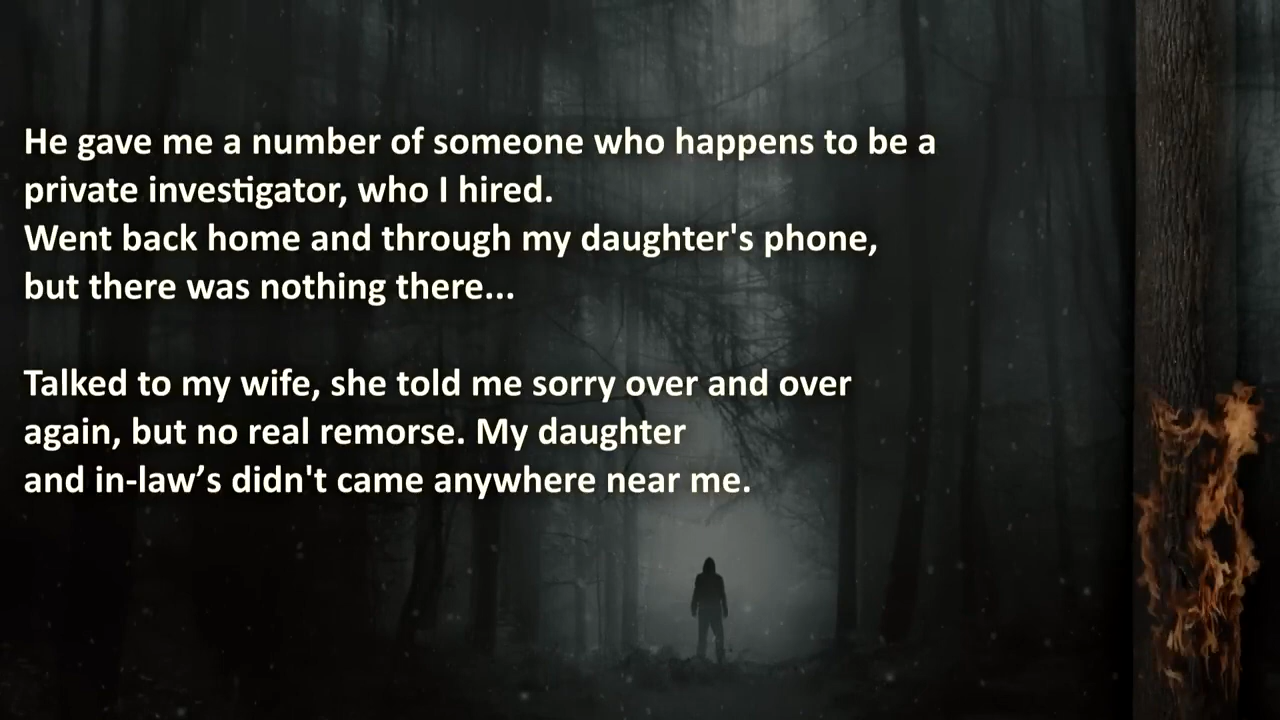 He gave me a number of someone who happens to be a
private investigator, who I hired.
Went back home and through my daughter's phone,
but there was nothing there...
Talked to my wife, she told me sorry over and over
again, but no real remorse. My daughter
and in-law’s didn't came anywhere near me.